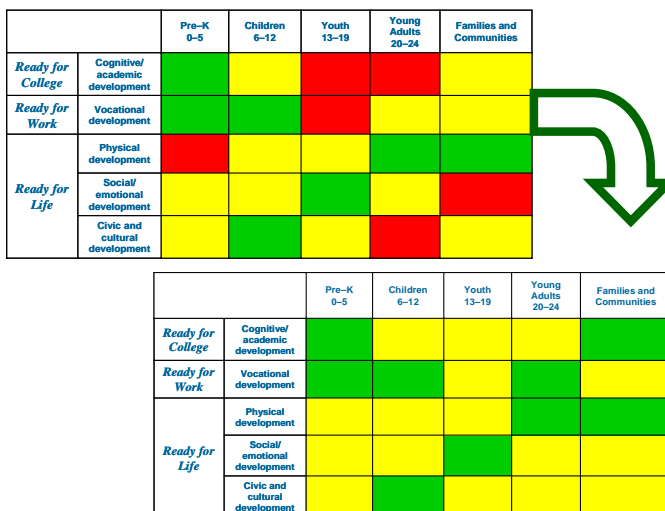 Pre–K
0–5
Children
6–12
Youth
13–19
Young
Adults
20–24
Families and
Communities
Ready for
College
Cognitive/
academic
development
Ready for
Work
Vocational
development
Ready for
Life
Physical
development
Social/
emotional
development
Civic and
cultural
development
Pre–K
0–5
Children
6–12
Youth
13–19
Young
Adults
20–24
Families and
Communities
Ready for
College
Cognitive/
academic
development
Ready for
Work
Vocational
development
Ready for
Life
Physical
development
Social/
emotional
development
Civic and
cultural
development